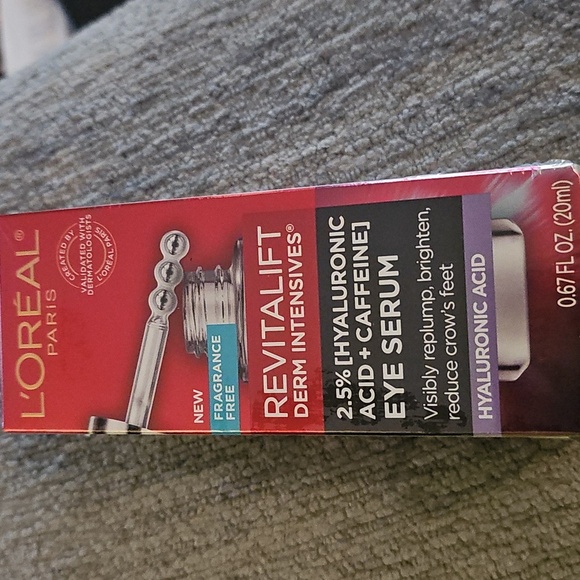 L'ORÉAL®
PARIS
CREATED BY
VALIDATED WITH
DERMATOLOGISTS
L'ORÉAL PARIS
NEW
FRAGRANCE
FREE
REVITALIFT
DERM INTENSIVES®
2.5% [HYALURONIC
ACID + CAFFEINE]
EYE SERUM
Visibly replump, brighten,
reduce crow's feet
HYALURONIC ACID
0.67 FL OZ. (20ml)